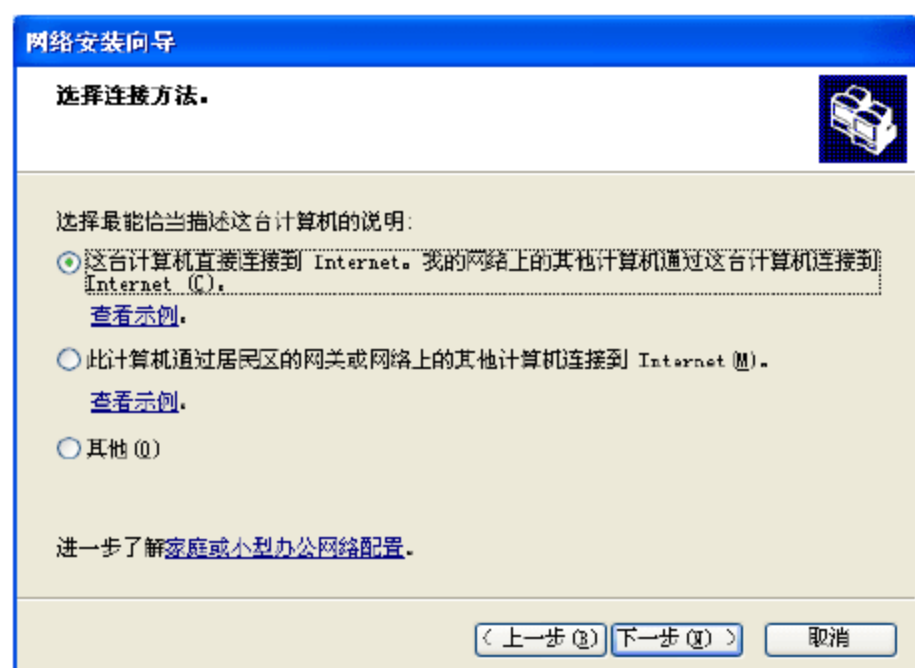 网络安装向导
选择连接方法。
选择最能恰当描述这台计算机的说明:
这台计算机直接连接到 Internet。我的网络上的其他计算机通过这台计算机连接到
Internet (C)。
查看示例。
此计算机通过居民区的网关或网络上的其他计算机连接到 Internet(M)。
查看示例。
其他(O)
进一步了解家庭或小型办公网络配置。
< 上一步(B) 下一步(N) > 取消